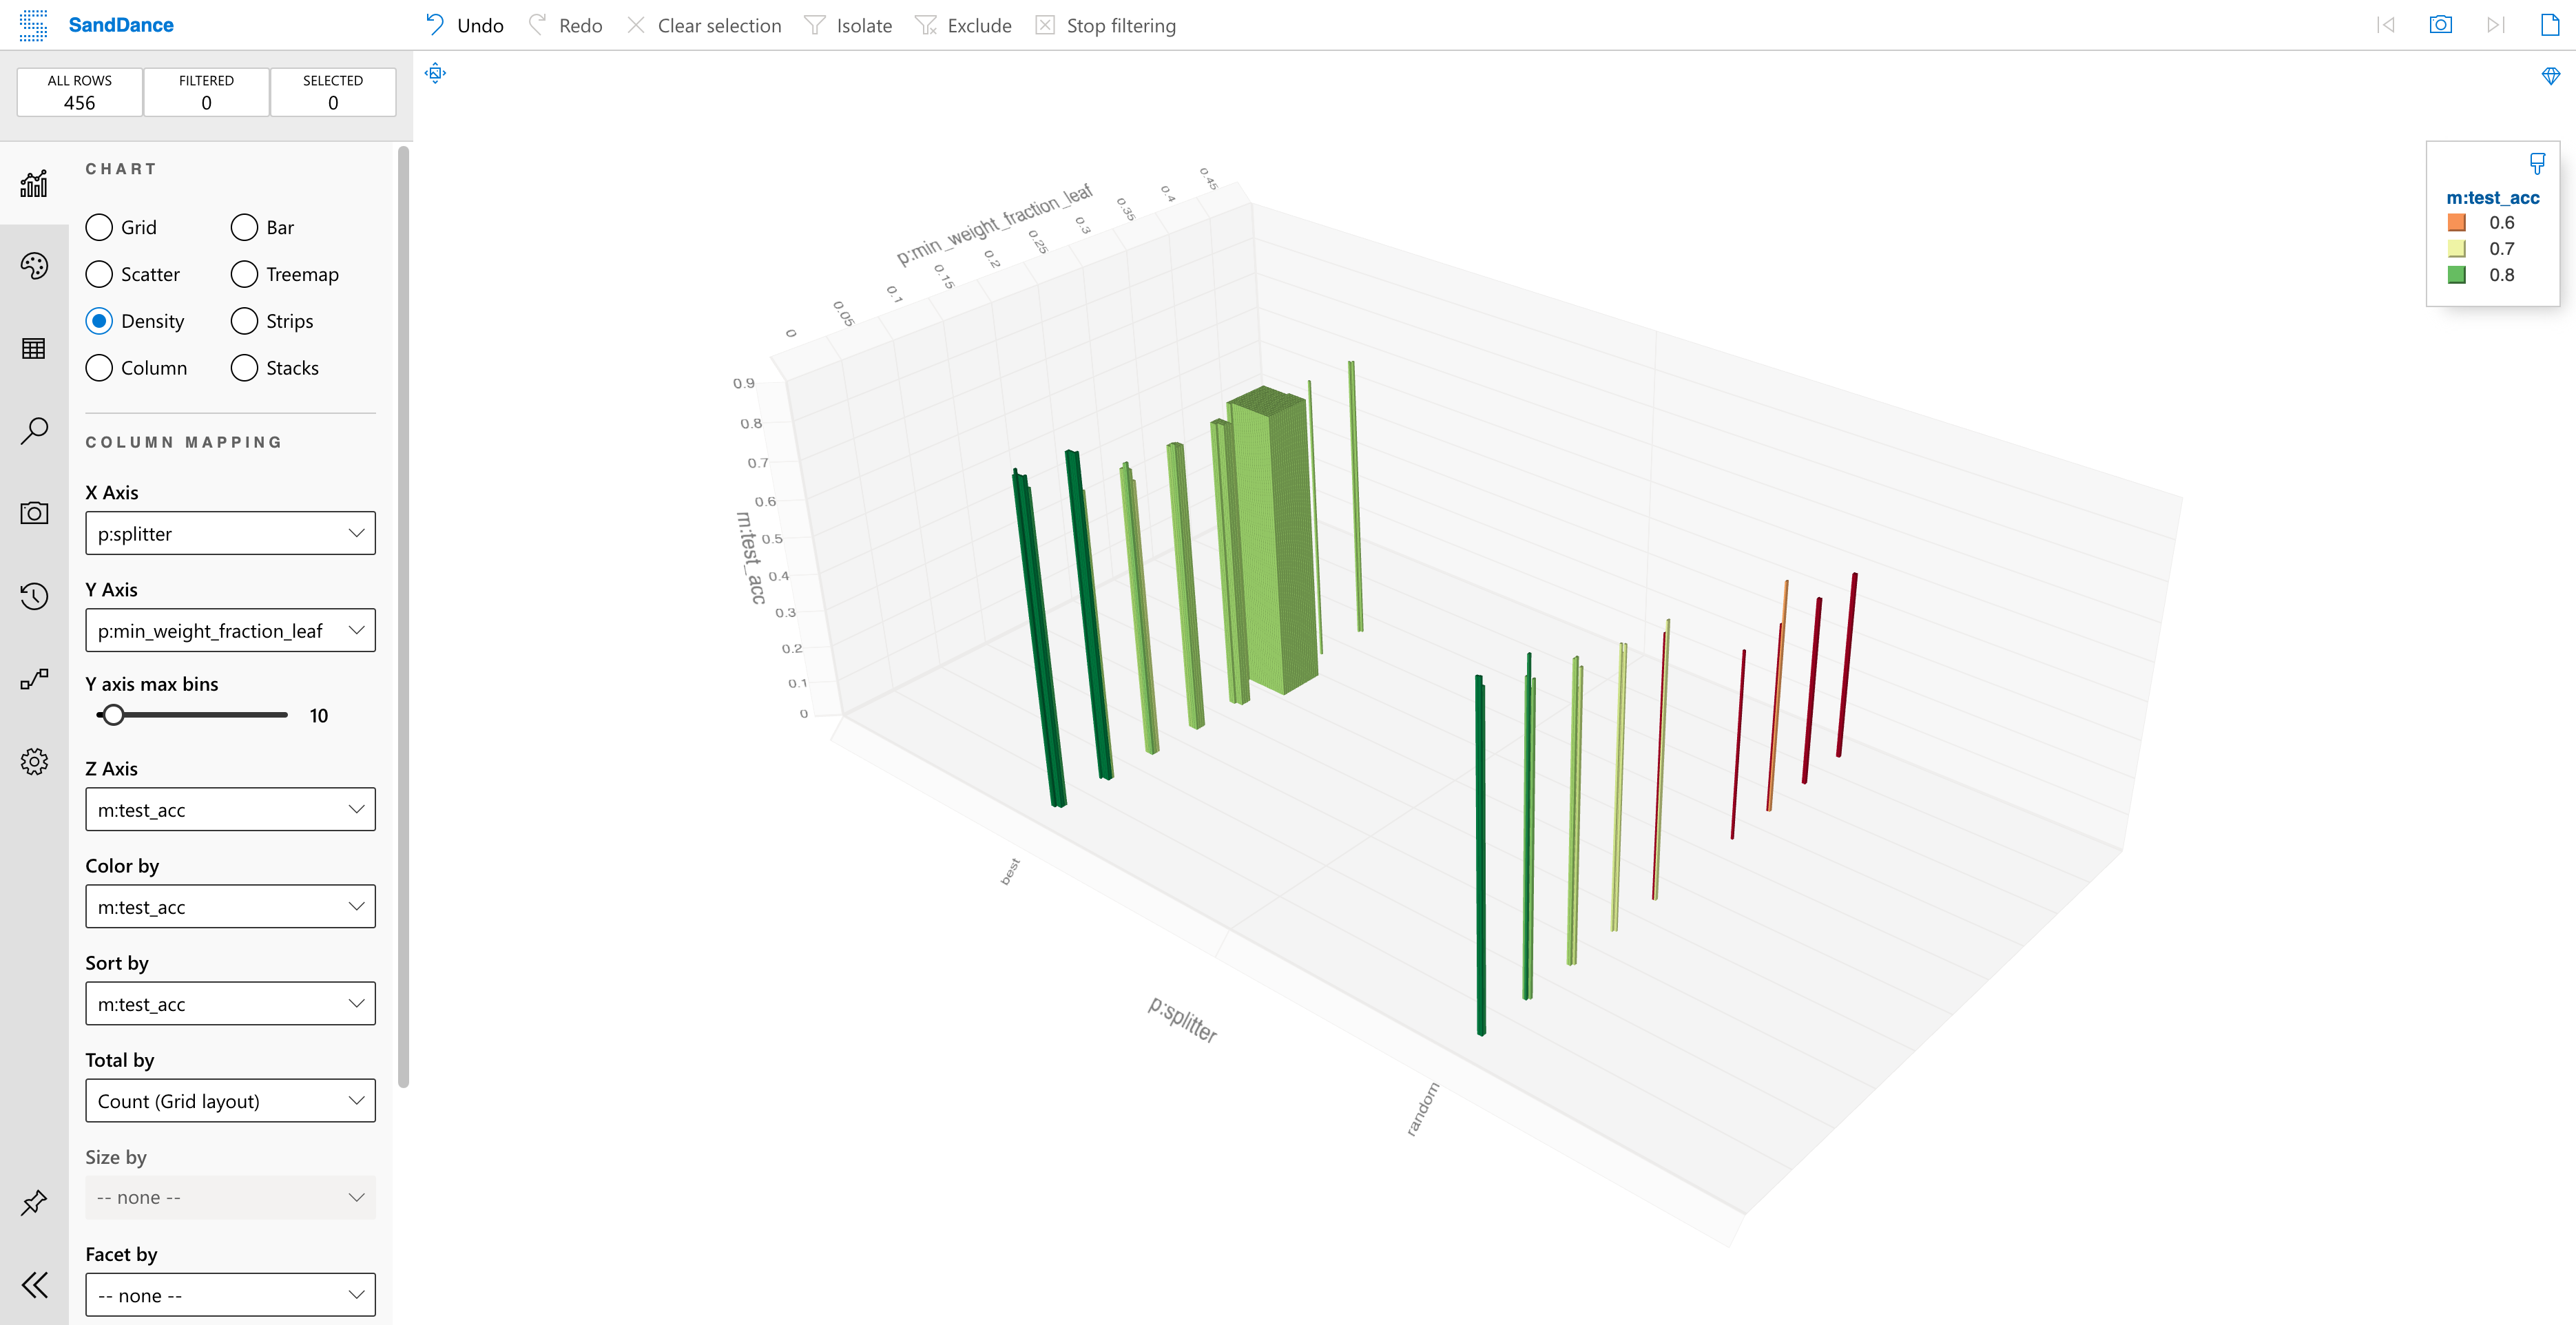 SandDance
Undo
Redo
Clear selection
Isolate
Exclude
Stop filtering
ALL ROWS
456
FILTERED
0
SELECTED
0
CHART
Grid
Bar
Scatter
Treemap
Density
Strips
Column
Stacks
COLUMN MAPPING
X Axis
p:splitter
Y Axis
p:min_weight_fraction_leaf
Y axis max bins
10
Z Axis
m:test_acc
Color by
m:test_acc
Sort by
m:test_acc
Total by
Count (Grid layout)
Size by
-- none --
Facet by
-- none --
p:min_weight_fraction_leaf
0
0.05
0.1
0.15
0.2
0.25
0.3
0.35
0.4
0.45
m:test_acc
0.9
0.8
0.7
0.6
0.5
0.4
0.3
0.2
0.1
0
best
p:splitter
random
m:test_acc
0.6
0.7
0.8